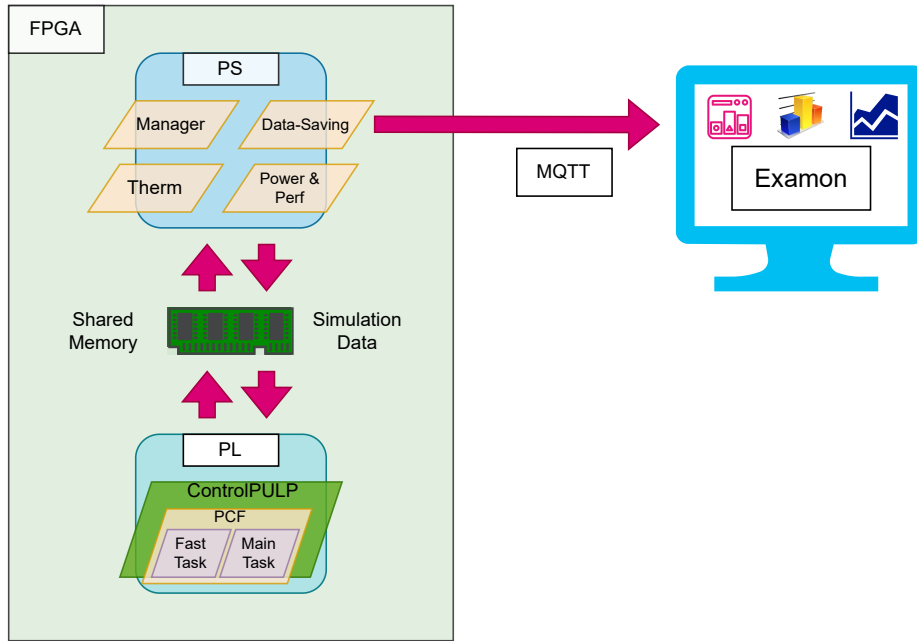 FPGA
PS
Manager
Data-Saving
Therm
Power &
Perf
MQTT
Examon
Shared
Memory
Simulation
Data
PL
ControlPULP
PCF
Fast
Task
Main
Task